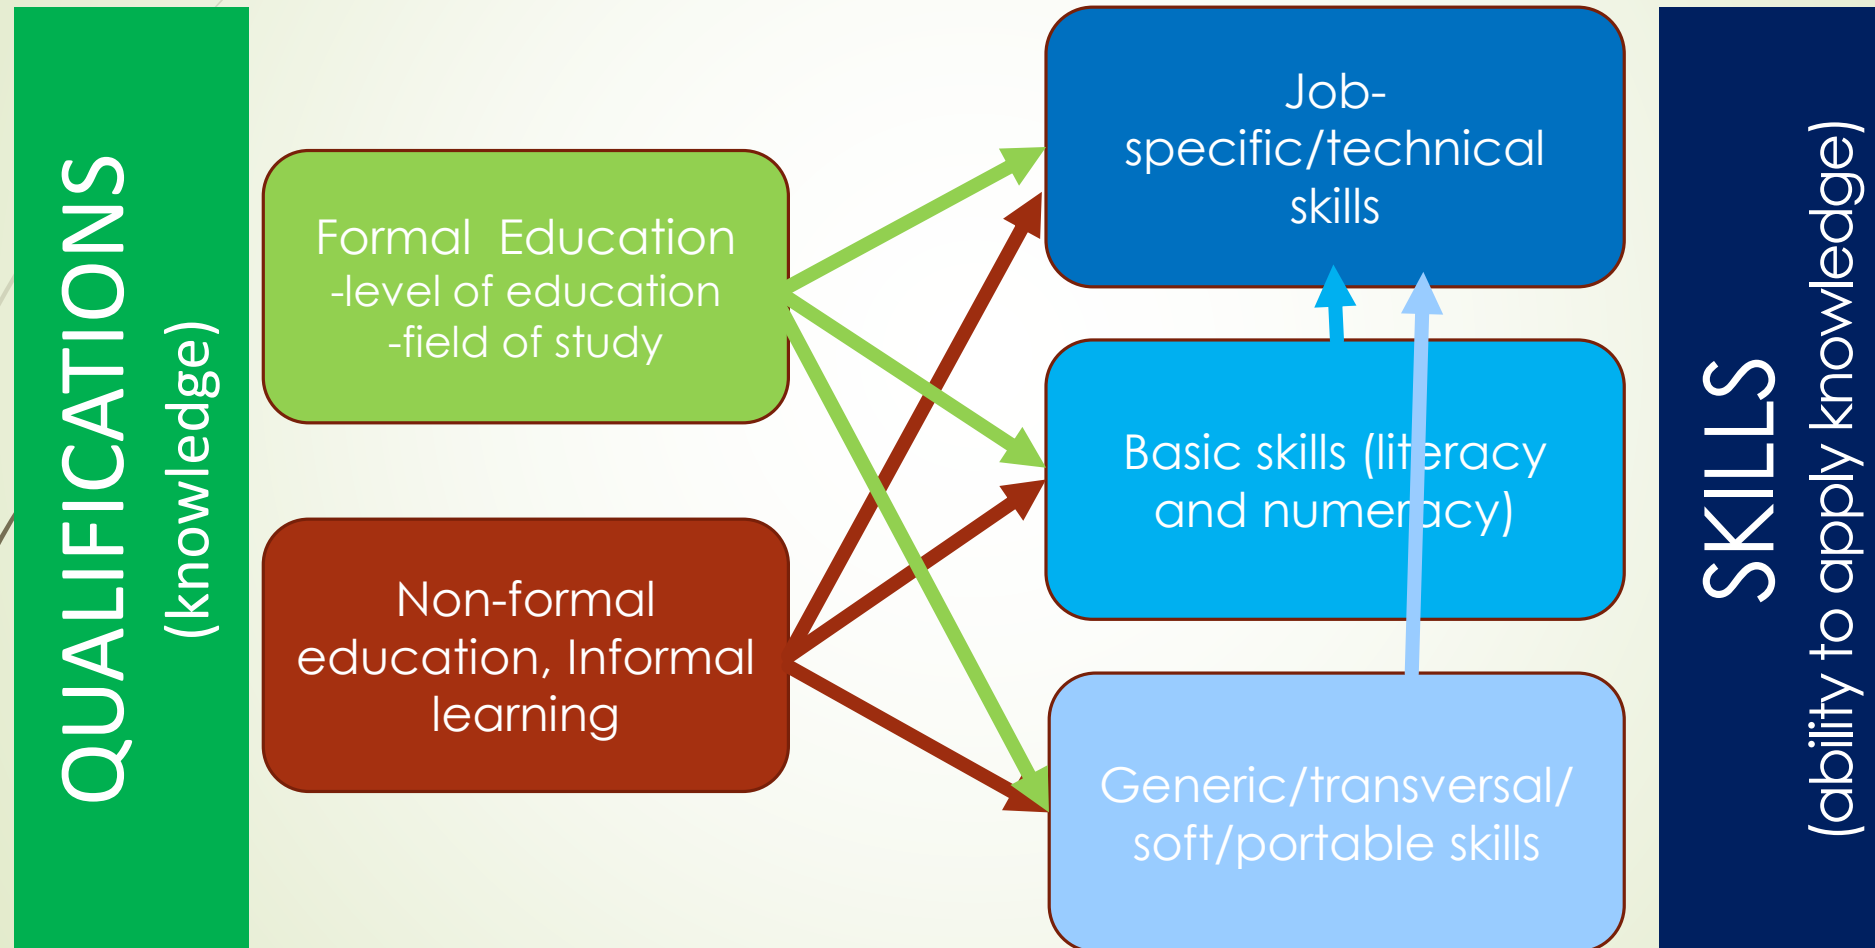 QUALIFICATIONS
(knowledge)
Formal  Education
-level of education
-field of study
Non-formal
education, Informal
learning
Job-
specific/technical
skills
Basic skills (literacy
and numeracy)
Generic/transversal/
soft/portable skills
SKILLS
(ability to apply knowledge)